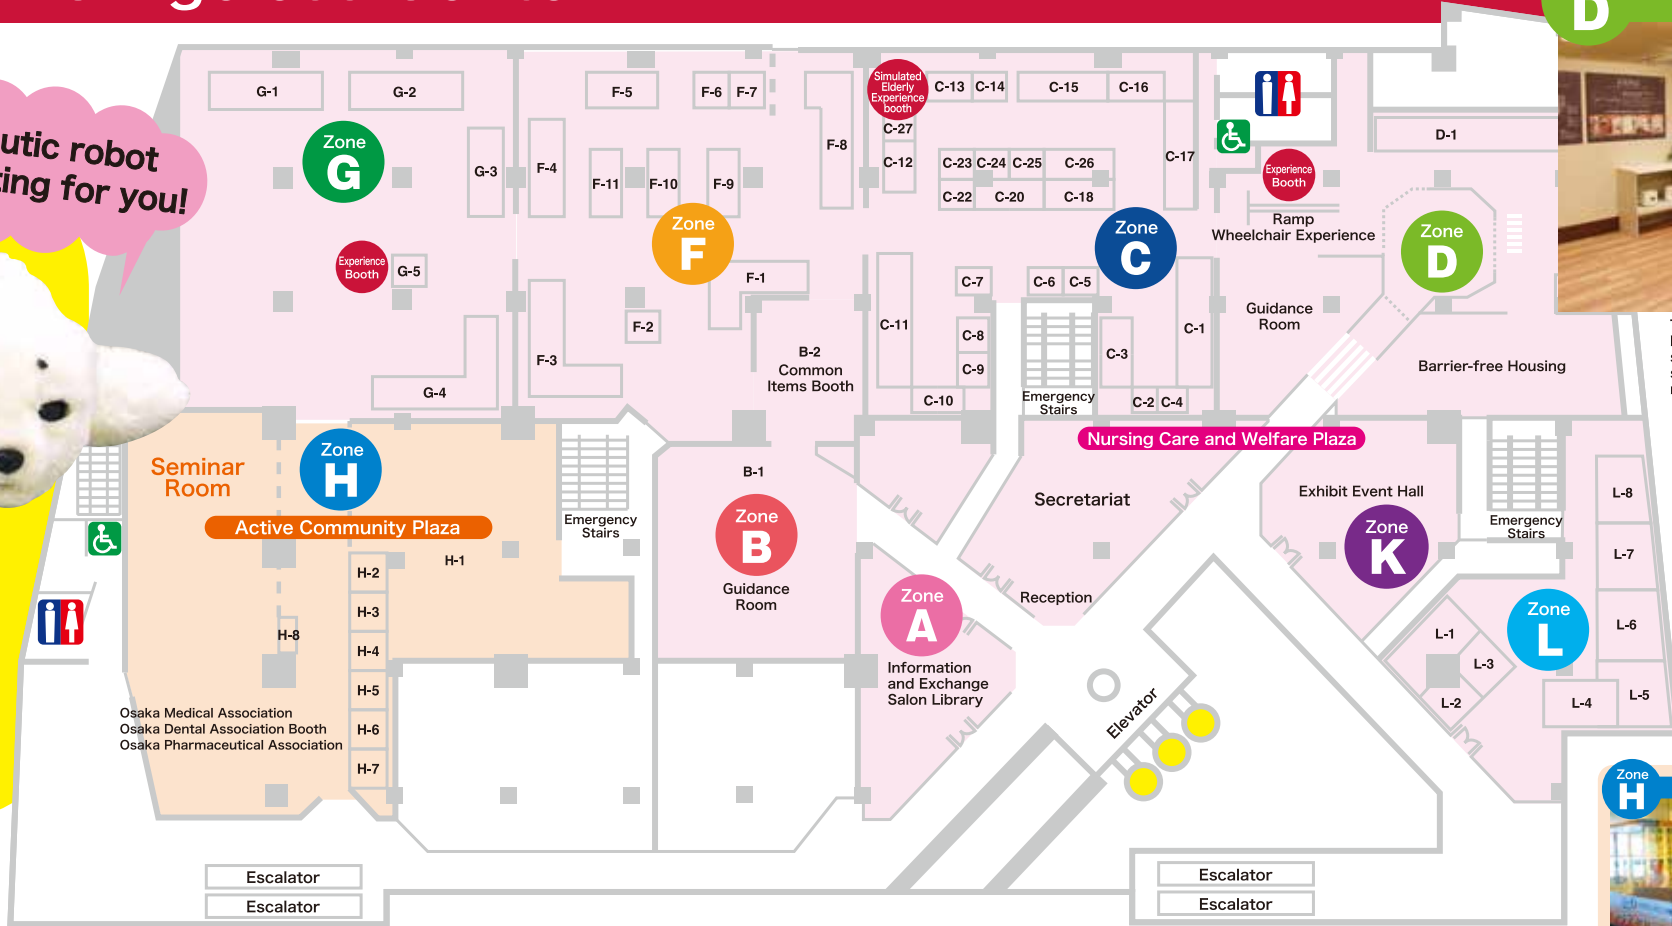 D
utic robot
ting for you!
G-1
G-2
G-3
Zone
G
Experience
Booth
G-5
G-4
F-5
F-6
F-7
F-8
F-4
F-11
F-10
F-9
Zone
F
F-1
F-2
F-3
B-2
Common
Items Booth
Simulated
Elderly
Experience
booth
C-13
C-14
C-15
C-16
C-27
C-12
C-17
C-23
C-24
C-25
C-26
C-22
C-20
C-18
Zone
C
C-7
C-6
C-5
C-11
C-8
C-9
C-10
C-3
C-1
C-2
C-4
Emergency
Stairs
D-1
Experience
Booth
Ramp
Wheelchair Experience
Zone
D
Guidance
Room
Barrier-free Housing
Nursing Care and Welfare Plaza
Seminar
Room
Zone
H
Active Community Plaza
H-1
H-2
H-3
H-8
H-4
H-5
H-6
H-7
Osaka Medical Association
Osaka Dental Association Booth
Osaka Pharmaceutical Association
Emergency
Stairs
B-1
Zone
B
Guidance
Room
Zone
A
Information
and Exchange
Salon Library
Secretariat
Reception
Exhibit Event Hall
Zone
K
Emergency
Stairs
L-8
L-7
L-6
L-5
Zone
L
L-1
L-3
L-2
L-4
Elevator
Escalator
Escalator
Escalator
Escalator
Zone
H